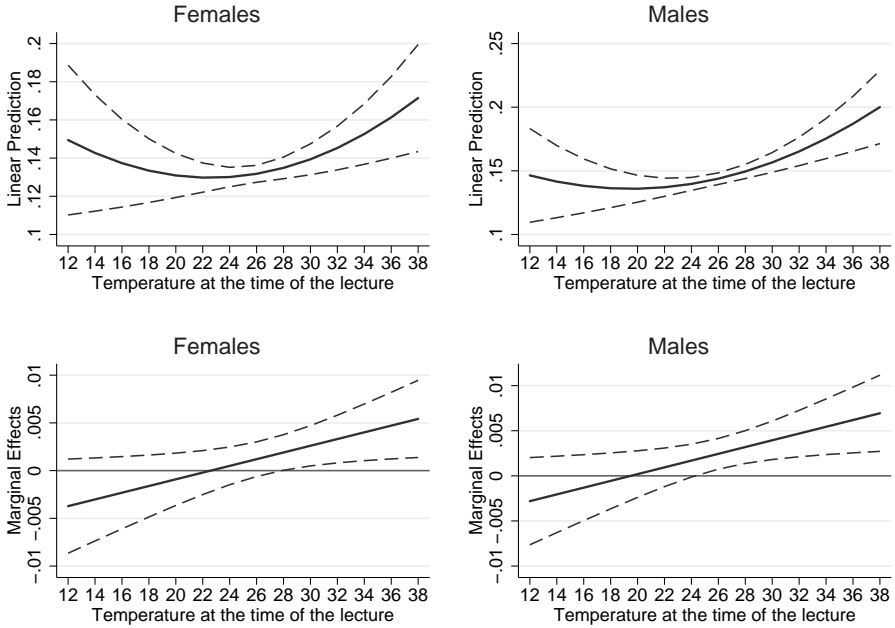 Females
Linear Prediction
.1 .12 .14 .16 .18 .2
12 14 16 18 20 22 24 26 28 30 32 34 36 38
Temperature at the time of the lecture
Males
Linear Prediction
.1 .15 .2 .25
12 14 16 18 20 22 24 26 28 30 32 34 36 38
Temperature at the time of the lecture
Females
Marginal Effects
−.01 −.005 0 .005 .01
12 14 16 18 20 22 24 26 28 30 32 34 36 38
Temperature at the time of the lecture
Males
Marginal Effects
−.01 −.005 0 .005 .01
12 14 16 18 20 22 24 26 28 30 32 34 36 38
Temperature at the time of the lecture